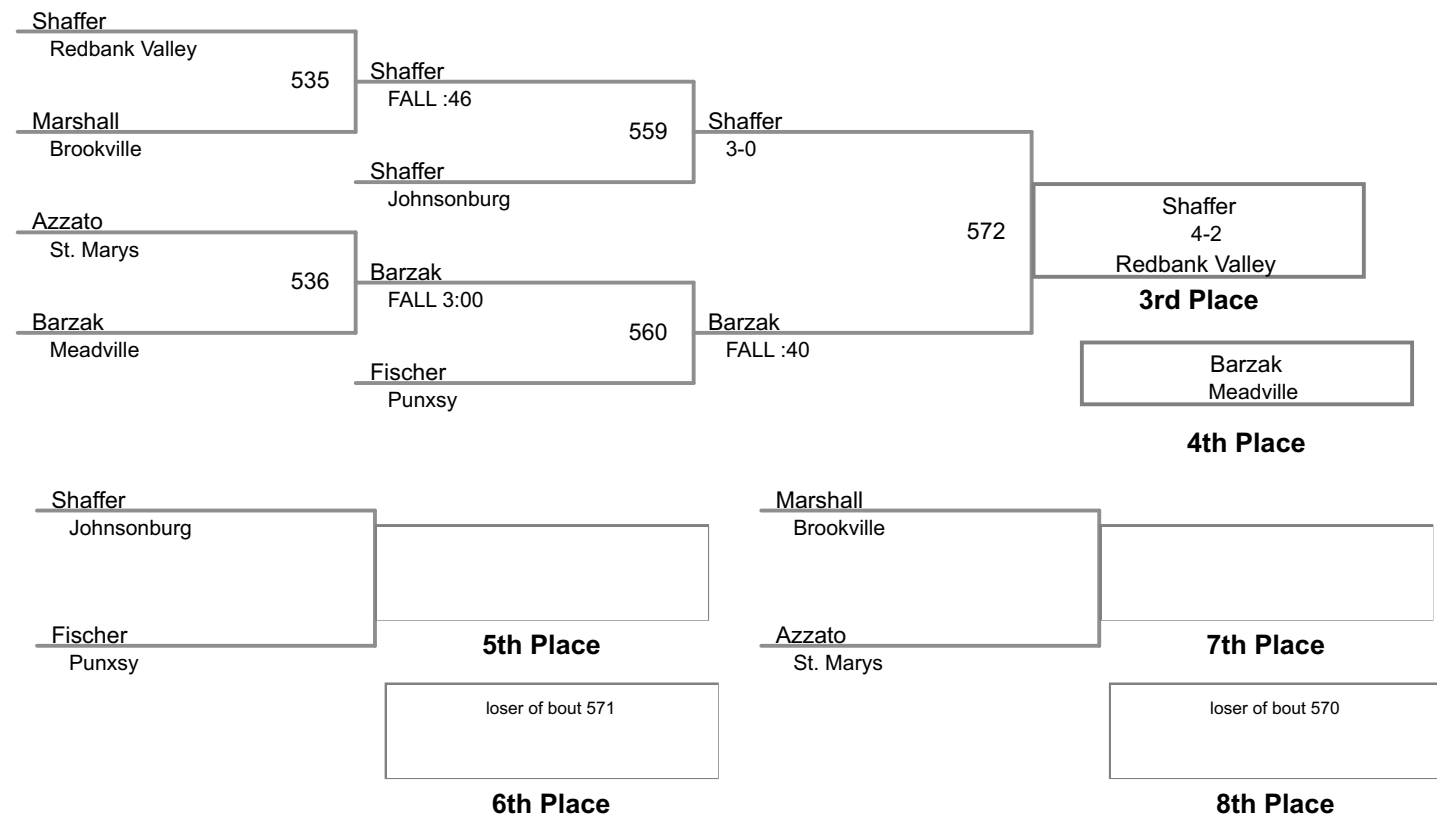 Shaffer
Redbank Valley
535
Shaffer
FALL :46
Marshall
Brookville
559
Shaffer
3-0
Shaffer
Johnsonburg
Azzato
St. Marys
572
Shaffer
4-2
Redbank Valley
3rd Place
536
Barzak
FALL 3:00
Barzak
Meadville
560
Barzak
FALL :40
Fischer
Punxsy
Barzak
Meadville
4th Place
Shaffer
Johnsonburg
Fischer
Punxsy
5th Place
loser of bout 571
6th Place
Marshall
Brookville
Azzato
St. Marys
7th Place
loser of bout 570
8th Place